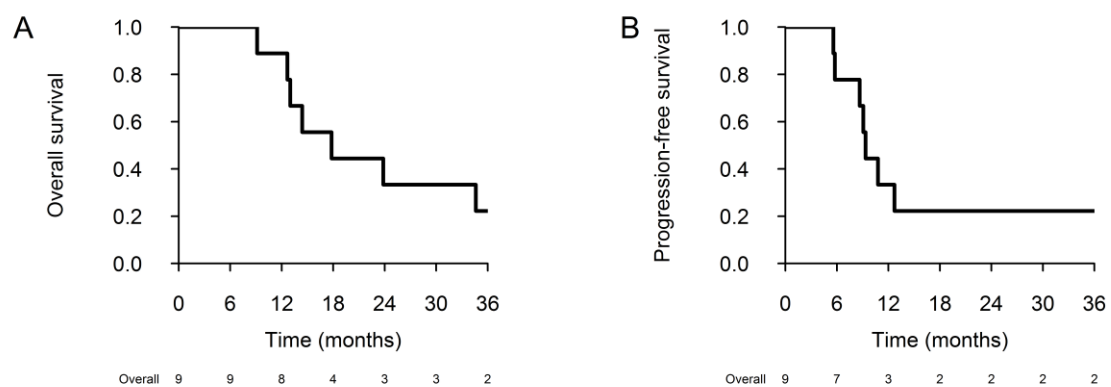 A
Overall survival
1.0
0.8
0.6
0.4
0.2
0.0
0 6 12 18 24 30 36
Time (months)
Overall 9 9 8 4 3 3 2
B
Progression-free survival
1.0
0.8
0.6
0.4
0.2
0.0
0 6 12 18 24 30 36
Time (months)
Overall 9 7 3 2 2 2 2